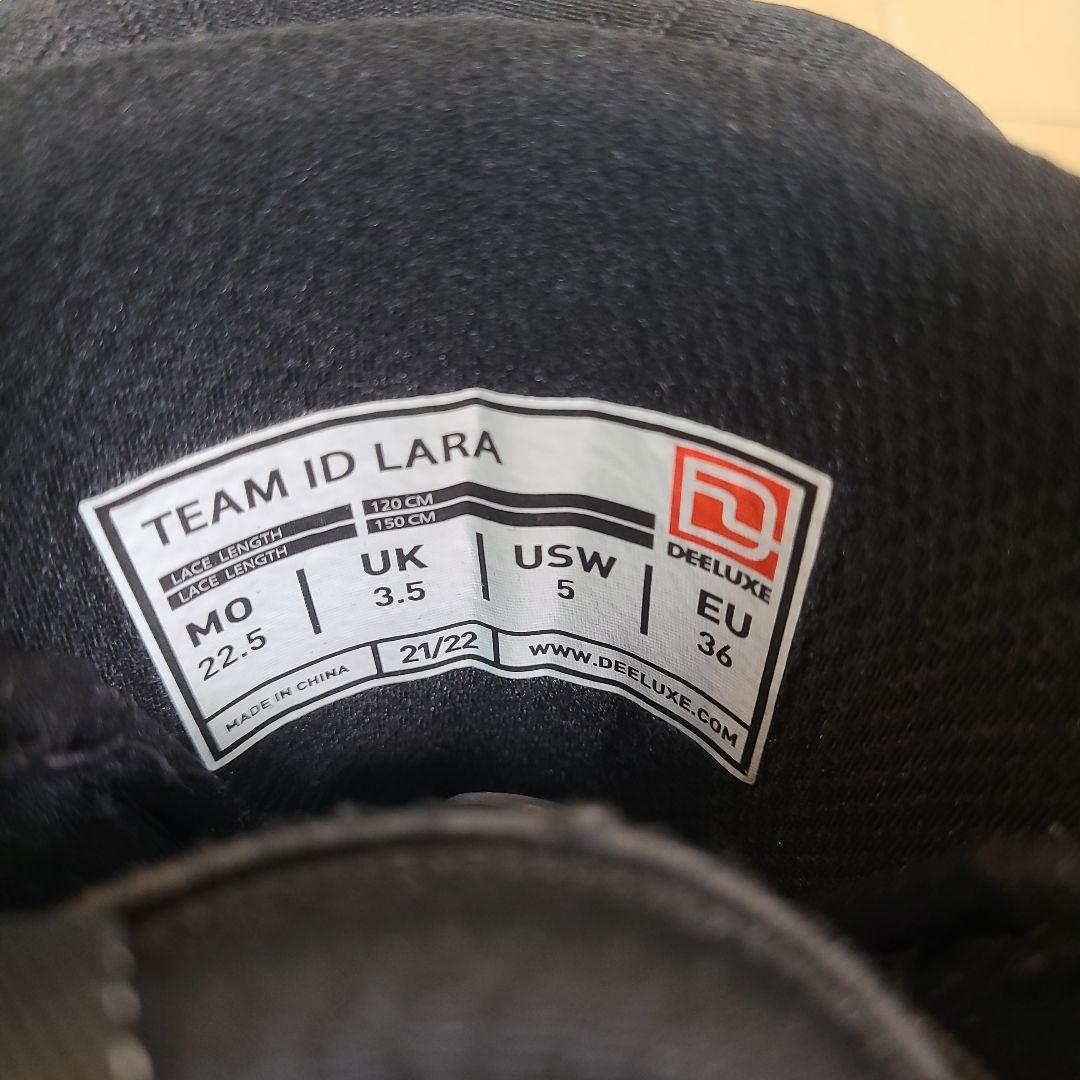 TEAM ID LARA
LACE LENGTH 120 CM
LACE LENGTH 150 CM
DEELUXE
MO UK USW EU
22.5 3.5 5 36
MADE IN CHINA 21/22 WWW.DEELUXE.COM